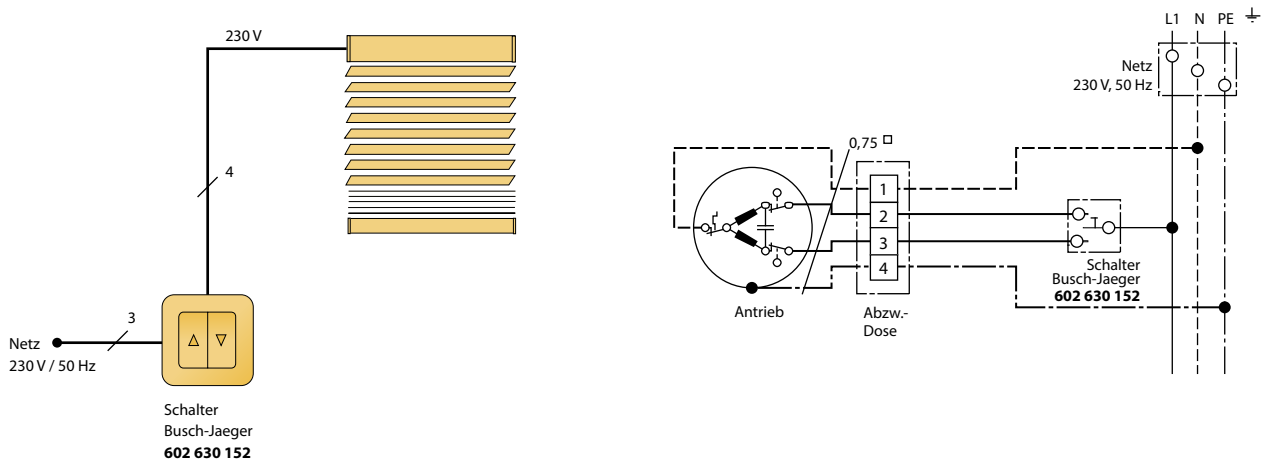 230 V
4
3
Netz
230 V / 50 Hz
Schalter
Busch-Jaeger
602 630 152
L1 N PE
Netz
230 V, 50 Hz
0,75
1
2
3
4
Antrieb
Abzw.-
Dose
Schalter
Busch-Jaeger
602 630 152